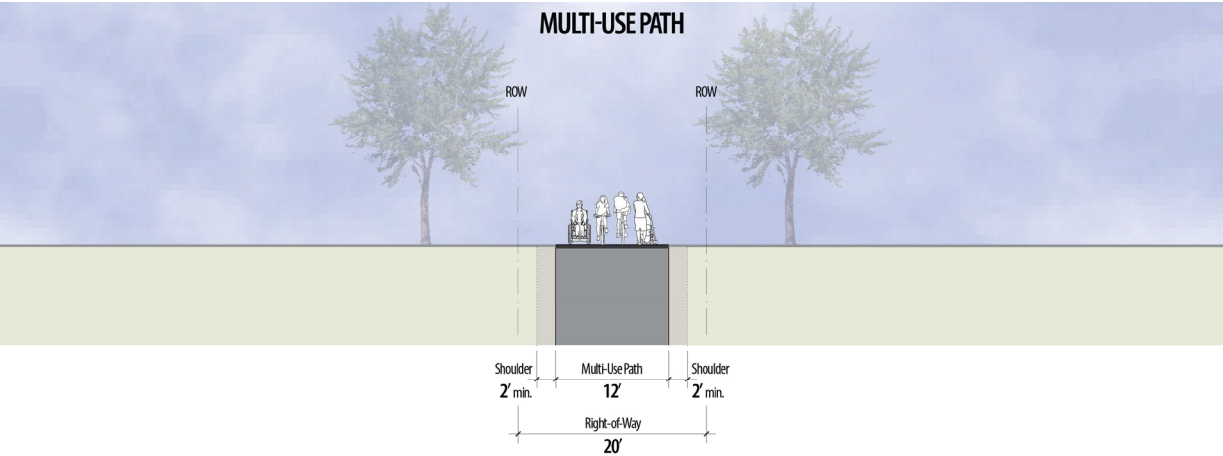 MULTI-USE PATH
ROW
ROW
Shoulder
2' min.
Multi-Use Path
12'
Shoulder
2' min.
Right-of-Way
20'